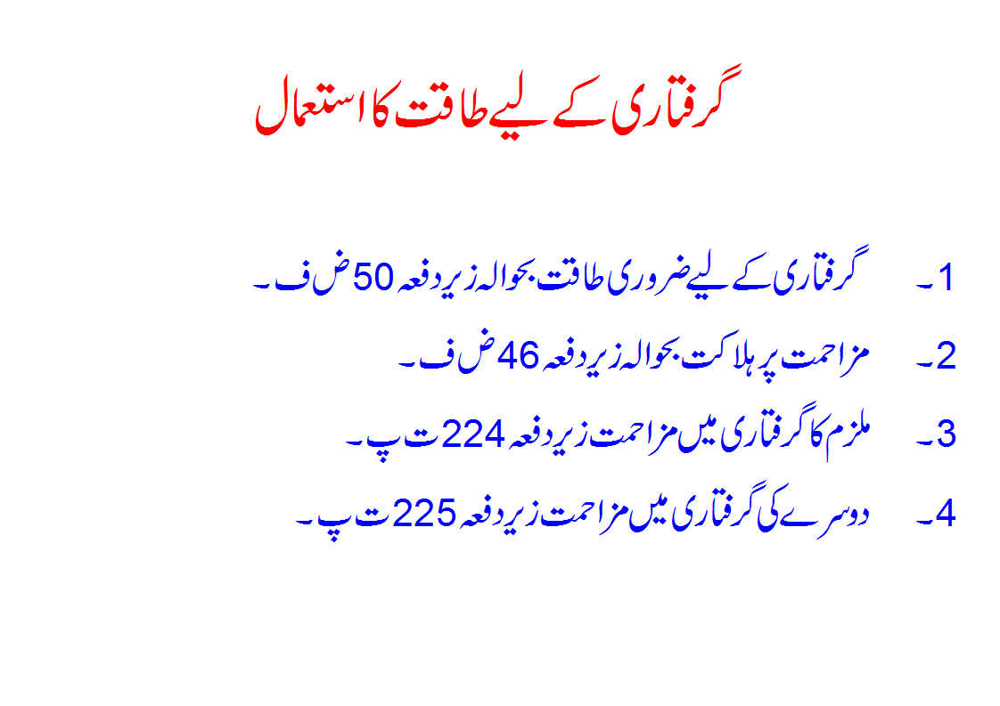 گرفتاری کے لیے طاقت کا استعمال
1۔ گرفتاری کے لیے ضروری طاقت بحوالہ زیر دفعہ 50 ض ف۔
2۔ مزاحمت پر ہلاکت بحوالہ زیر دفعہ 46 ض ف۔
3۔ ملزم کا گرفتاری میں مزاحمت زیر دفعہ 224 ت پ۔
4۔ دوسرے کی گرفتاری میں مزاحمت زیر دفعہ 225 ت پ۔